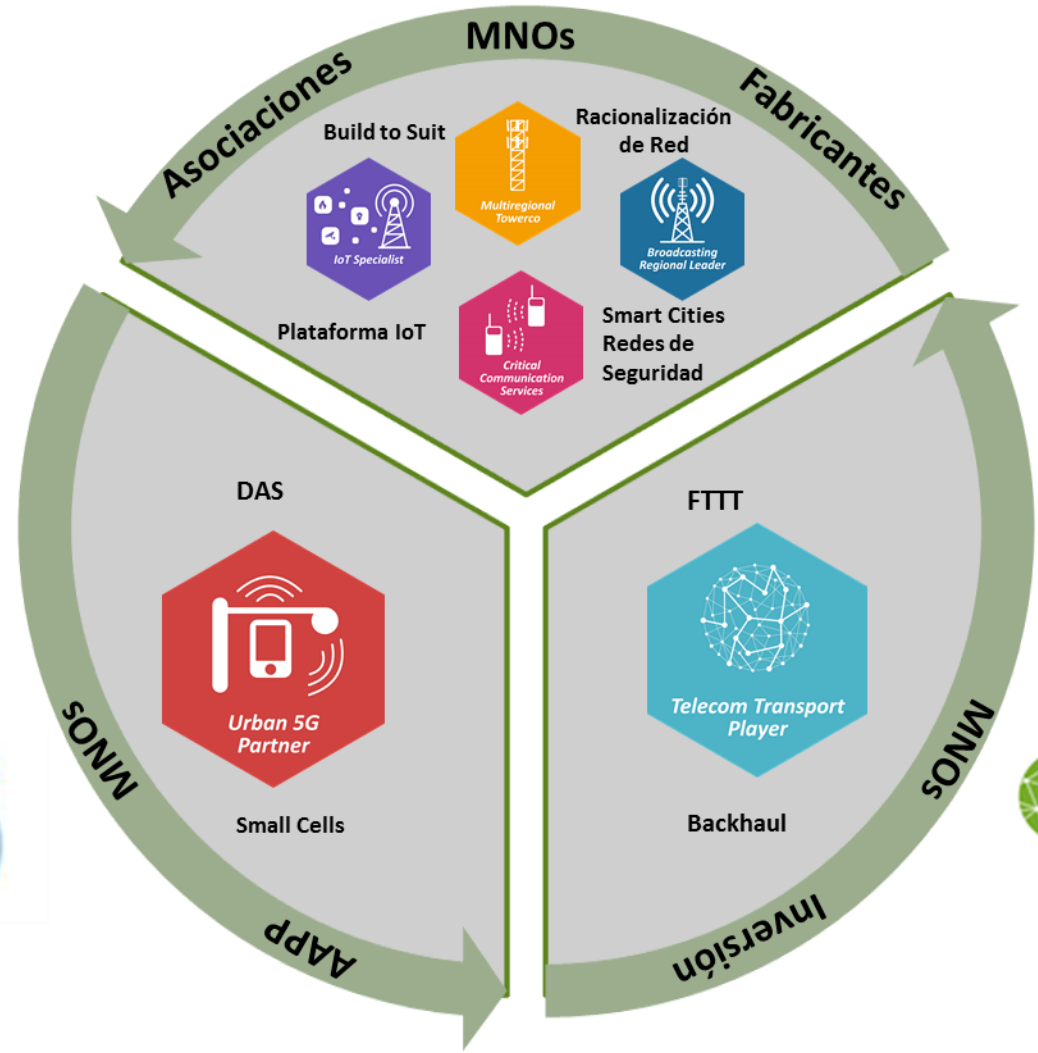 MNOs
Asociaciones
Fabricantes
Build to Suit
Racionalización
de Red
Multiregional
Towerco
IoT Specialist
Broadcasting
Regional Leader
Plataforma IoT
Smart Cities
Redes de
Seguridad
Critical
Communication
Services
DAS
Urban 5G
Partner
Small Cells
MNOs
AAPP
FTTT
Telecom Transport
Player
Backhaul
MNOs
Inversión